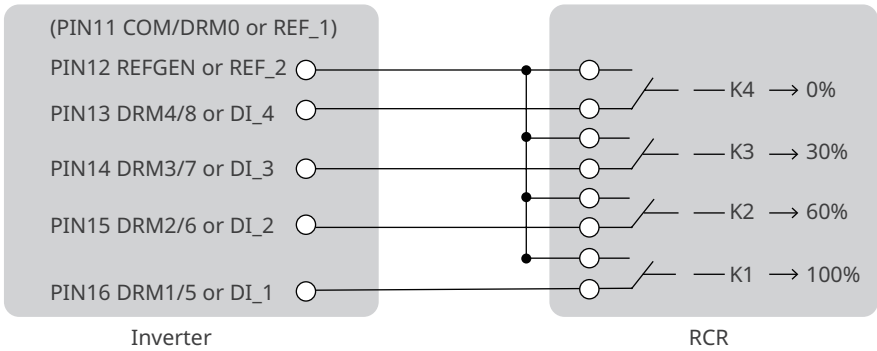 (PIN11 COM/DRM0 or REF_1)
PIN12 REFGEN or REF_2
PIN13 DRM4/8 or DI_4
PIN14 DRM3/7 or DI_3
PIN15 DRM2/6 or DI_2
PIN16 DRM1/5 or DI_1
Inverter
K4 → 0%
K3 → 30%
K2 → 60%
K1 → 100%
RCR